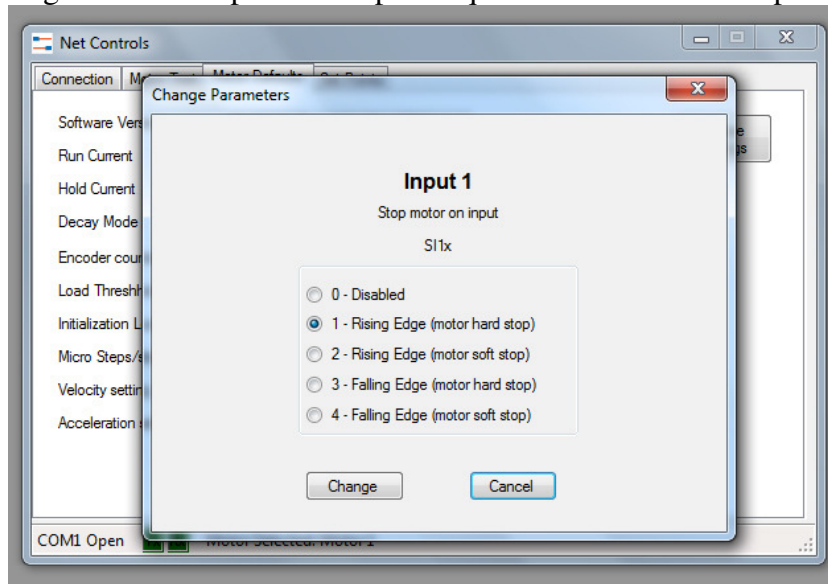 Net Controls
Connection
Change Parameters
Software Vers
Run Current
Hold Current
Decay Mode
Encoder coun
Load Threshh
Initialization L
Micro Steps/s
Velocity settin
Acceleration
Input 1
Stop motor on input
SI1x
0 - Disabled
1 - Rising Edge (motor hard stop)
2 - Rising Edge (motor soft stop)
3 - Falling Edge (motor hard stop)
4 - Falling Edge (motor soft stop)
Change Cancel
COM1 Open